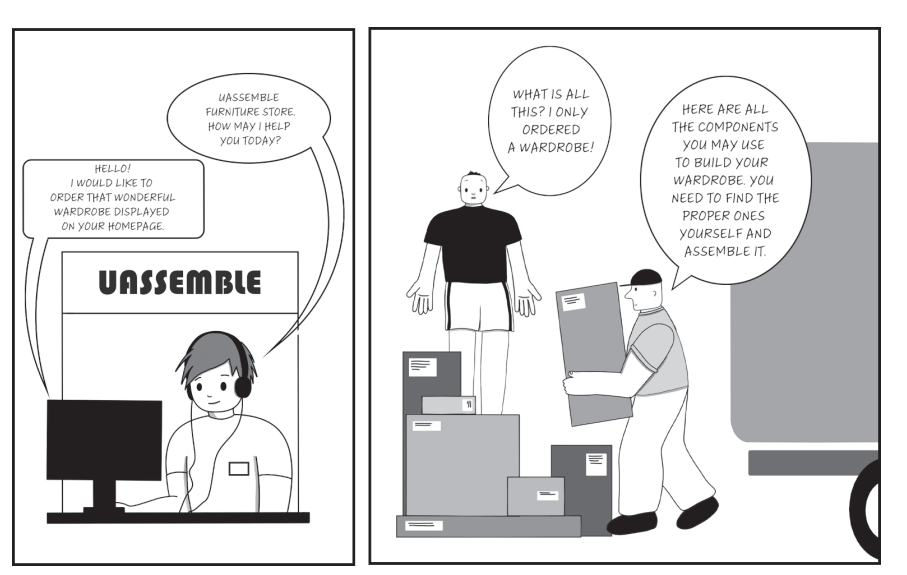 UASSEMBLE
FURNITURE STORE.
HOW MAY I HELP
YOU TODAY?
HELLO!
I WOULD LIKE TO
ORDER THAT WONDERFUL
WARDROBE DISPLAYED
ON YOUR HOMEPAGE.
UASSEMBLE
WHAT IS ALL
THIS? I ONLY
ORDERED
A WARDROBE!
HERE ARE ALL
THE COMPONENTS
YOU MAY USE
TO BUILD YOUR
WARDROBE. YOU
NEED TO FIND THE
PROPER ONES
YOURSELF AND
ASSEMBLE IT.